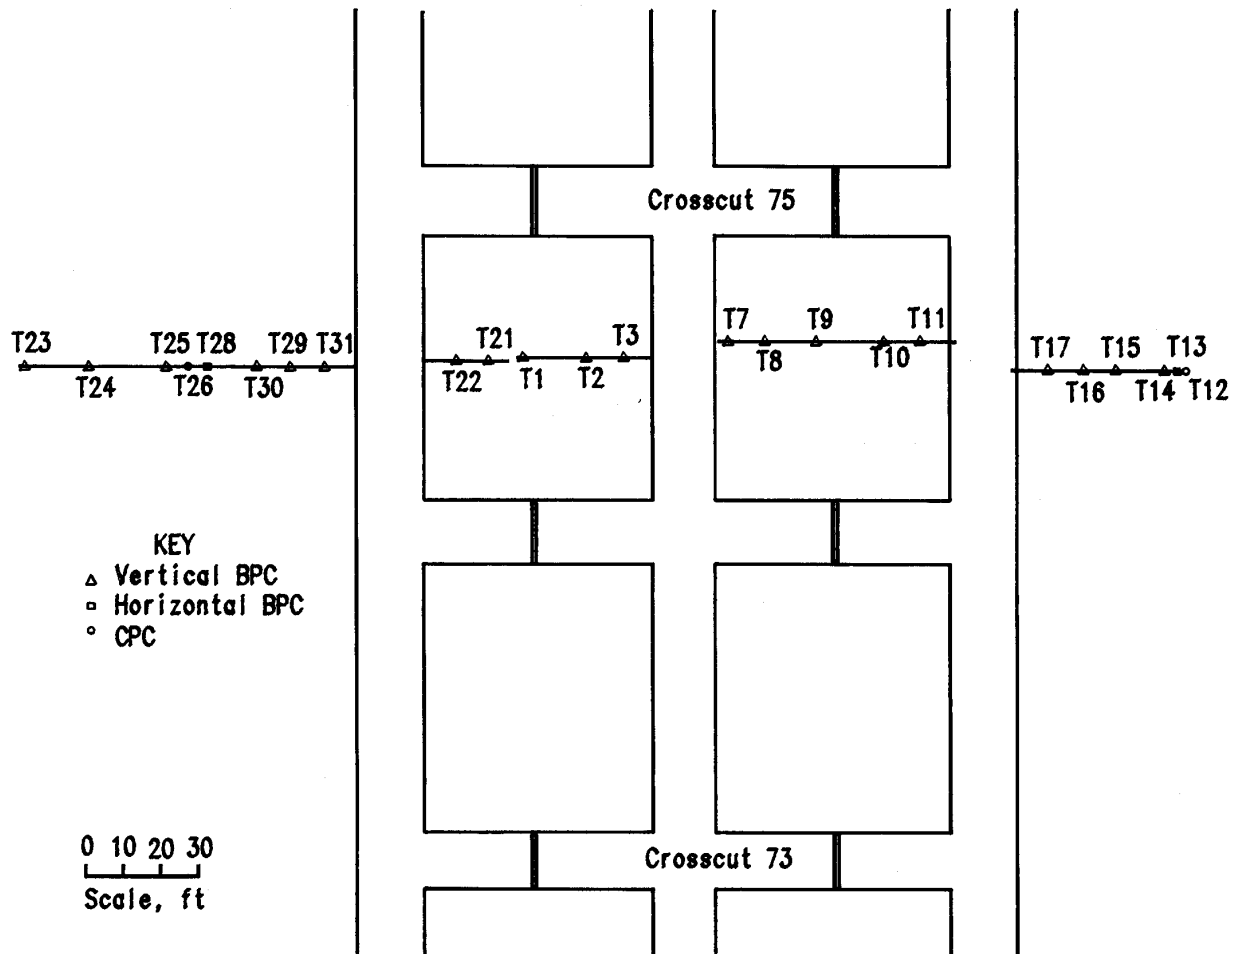 Crosscut 75
T23 T25 T28 T29 T31 T21 T3 T7 T9 T11 T17 T15 T13
T24 T26 T30 T22 T1 T2 T8 T10 T16 T14 T12
KEY
Vertical BPC
Horizontal BPC
CPC
0 10 20 30
Scale, ft
Crosscut 73